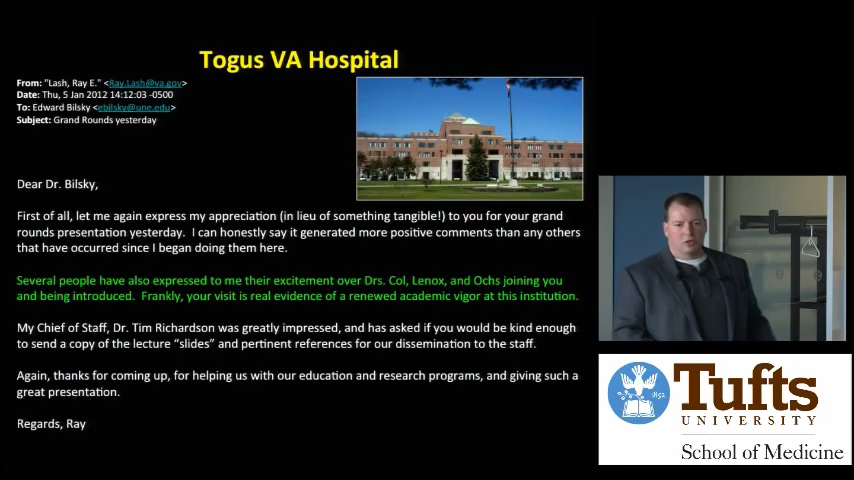 Togus VA Hospital
From: "Lash, Ray E." <Ray.Lash@va.gov>
Date: Thu, 5 Jan 2012 14:12:03 -0500
To: Edward Bilsky <ebilsky@une.edu>
Subject: Grand Rounds yesterday
Dear Dr. Bilsky,
First of all, let me again express my appreciation (in lieu of something tangible!) to you for your grand
rounds presentation yesterday.  I can honestly say it generated more positive comments than any others
that have occurred since I began doing them here.
Several people have also expressed to me their excitement over Drs. Col, Lenox, and Ochs joining you
and being introduced.  Frankly, your visit is real evidence of a renewed academic vigor at this institution.
My Chief of Staff, Dr. Tim Richardson was greatly impressed, and has asked if you would be kind enough
to send a copy of the lecture “slides” and pertinent references for our dissemination to the staff.
Again, thanks for coming up, for helping us with our education and research programs, and giving such a
great presentation.
Regards, Ray
1852
Tufts
UNIVERSITY
School of Medicine